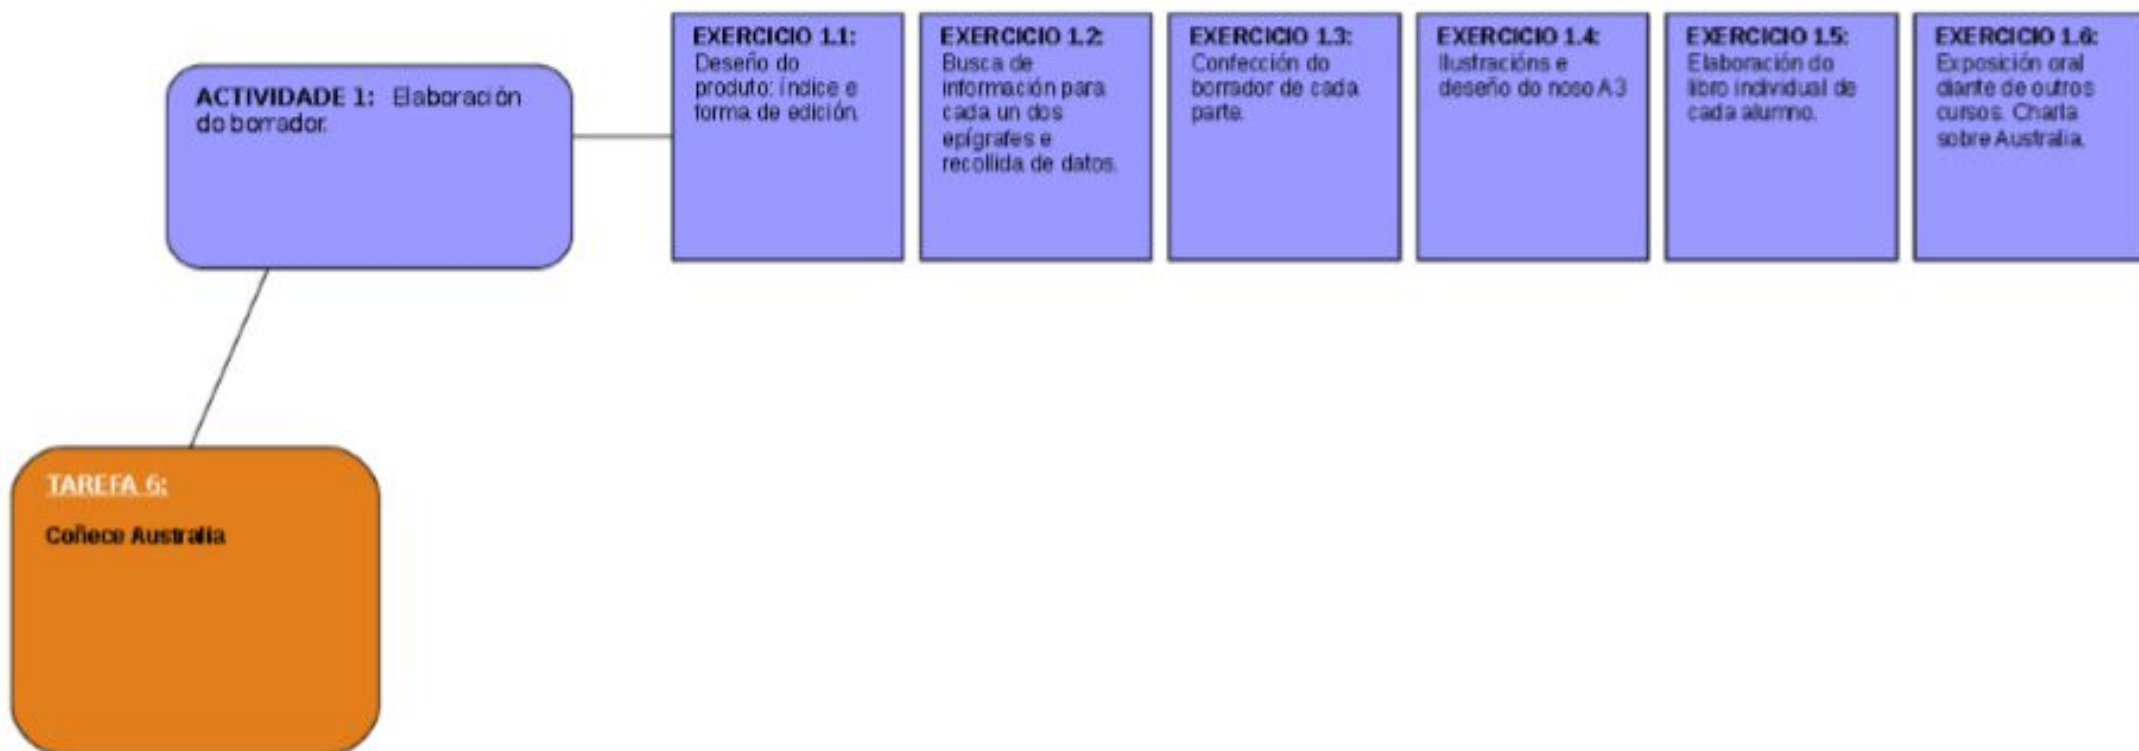 ACTIVIDADE 1: Elaboración
do borrador.
EXERCICIO 1.1:
Deseño do
produto: índice e
forma de edición.
EXERCICIO 1.2:
Busca de
información para
cada un dos
epígrafes e
recollida de datos.
EXERCICIO 1.3:
Confección do
borrador de cada
parte.
EXERCICIO 1.4:
Ilustracións e
deseño do noso A3
EXERCICIO 1.5:
Elaboración do
libro individual de
cada alumno.
EXERCICIO 1.6:
Exposición oral
diante de outros
cursos. Charla
sobre Australia.
TAREFA 6:
Coñece Australia